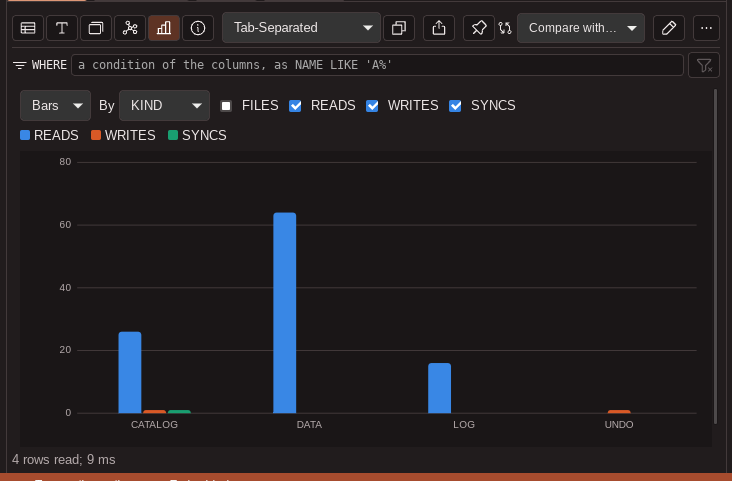 Tab-Separated
Compare with...
WHERE a condition of the columns, as NAME LIKE 'A%'
Bars By KIND FILES READS WRITES SYNCS
READS WRITES SYNCS
80
60
40
20
0
CATALOG DATA LOG UNDO
4 rows read; 9 ms